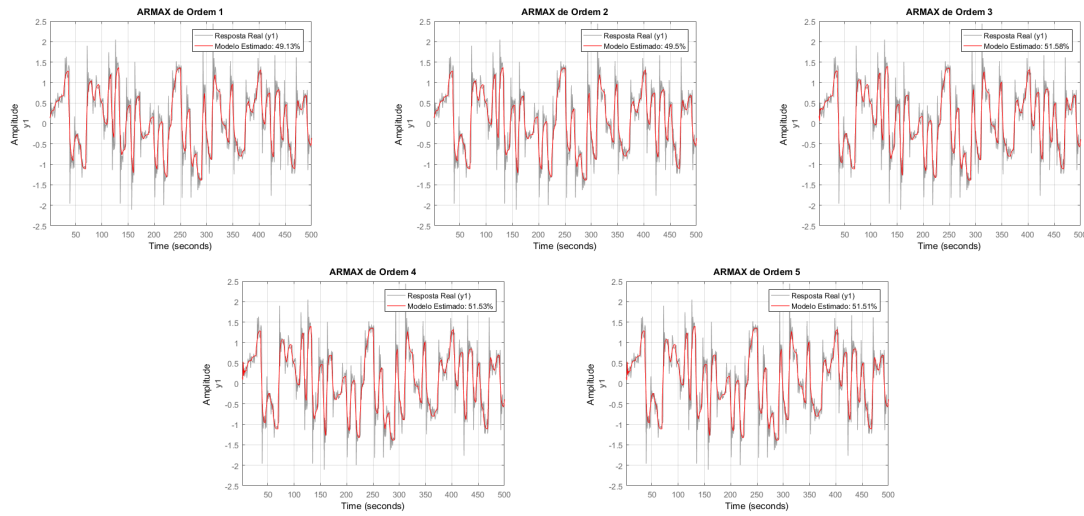 ARMAX de Ordem 1
Resposta Real (y1)
Modelo Estimado: 49.13%
2.5
2
1.5
1
0.5
0
-0.5
-1
-1.5
-2
-2.5
Amplitude
y1
50 100 150 200 250 300 350 400 450 500
Time (seconds)
ARMAX de Ordem 2
Resposta Real (y1)
Modelo Estimado: 49.5%
2.5
2
1.5
1
0.5
0
-0.5
-1
-1.5
-2
-2.5
Amplitude
y1
50 100 150 200 250 300 350 400 450 500
Time (seconds)
ARMAX de Ordem 3
Resposta Real (y1)
Modelo Estimado: 51.58%
2.5
2
1.5
1
0.5
0
-0.5
-1
-1.5
-2
-2.5
Amplitude
y1
50 100 150 200 250 300 350 400 450 500
Time (seconds)
ARMAX de Ordem 4
Resposta Real (y1)
Modelo Estimado: 51.53%
2.5
2
1.5
1
0.5
0
-0.5
-1
-1.5
-2
-2.5
Amplitude
y1
50 100 150 200 250 300 350 400 450 500
Time (seconds)
ARMAX de Ordem 5
Resposta Real (y1)
Modelo Estimado: 51.51%
2.5
2
1.5
1
0.5
0
-0.5
-1
-1.5
-2
-2.5
Amplitude
y1
50 100 150 200 250 300 350 400 450 500
Time (seconds)